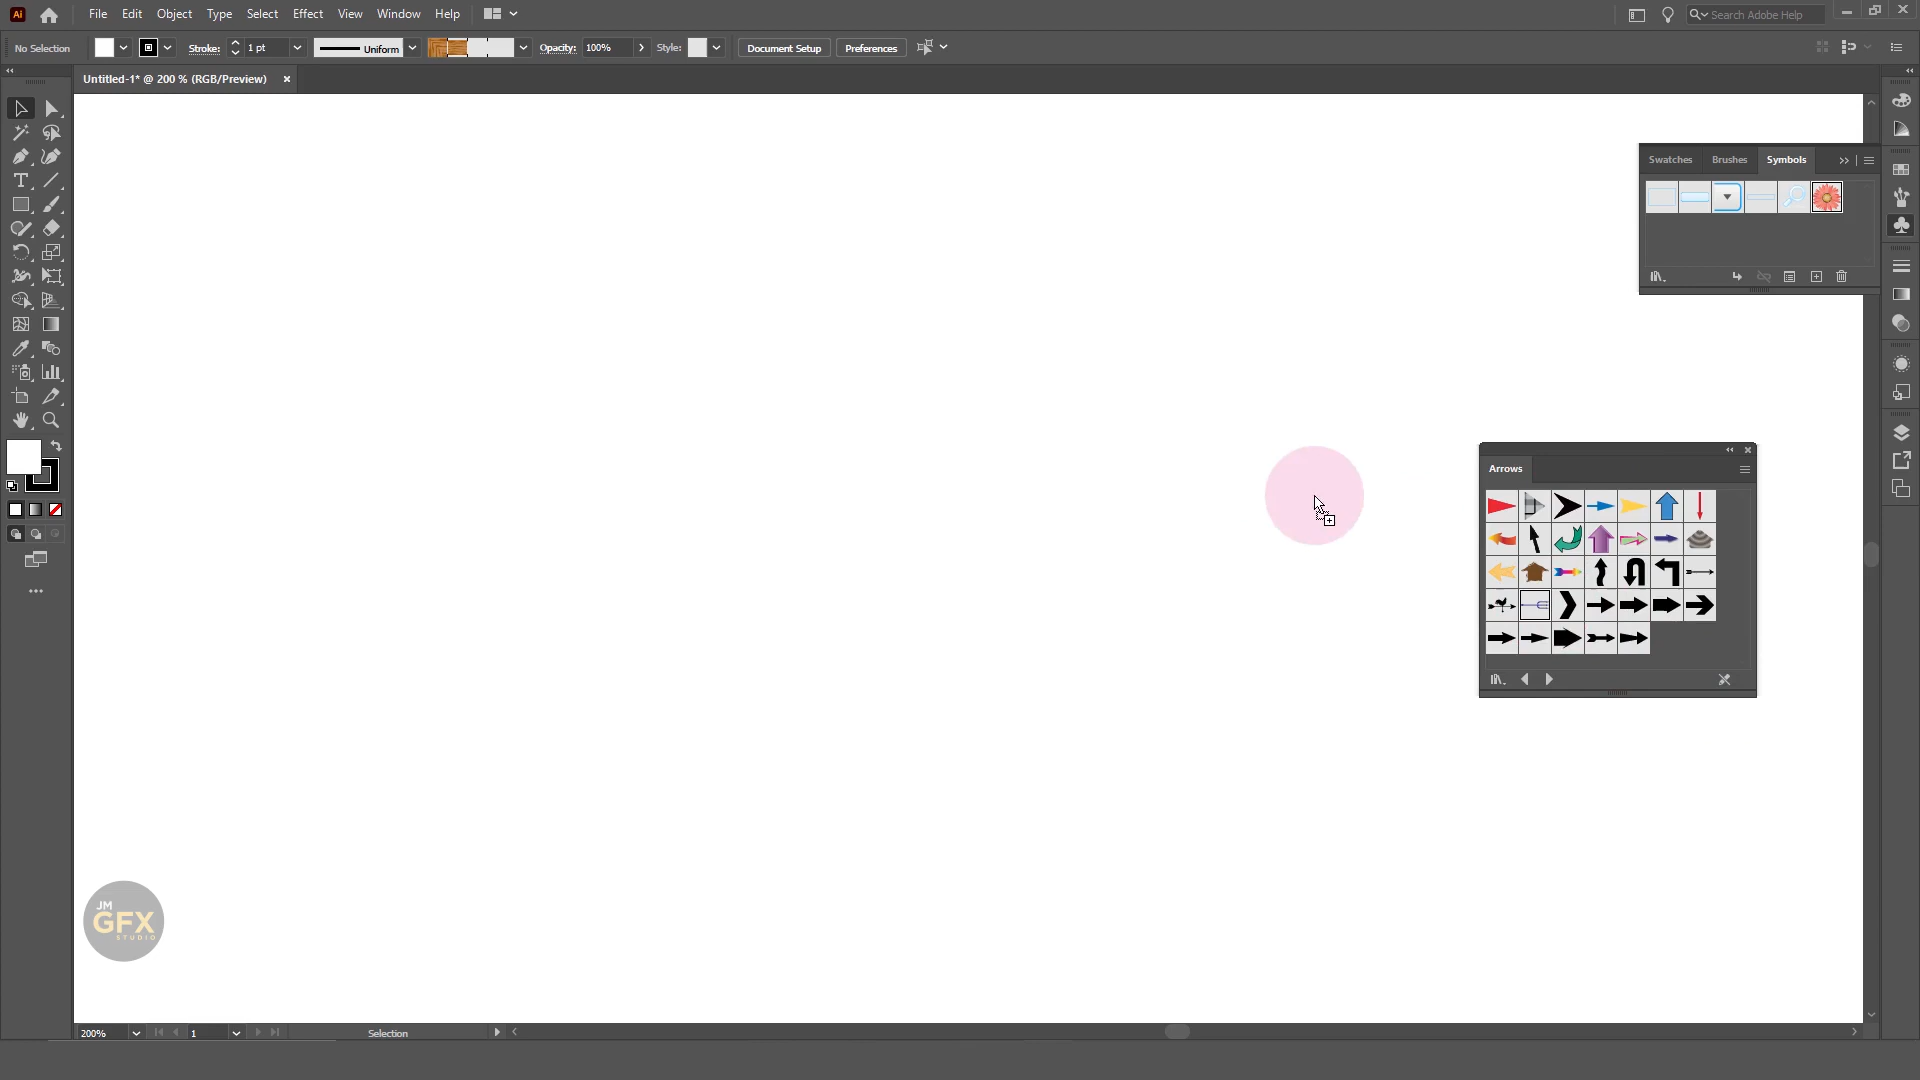 Ai File Edit Object Type Select Effect View Window Help Search Adobe Help
No Selection Stroke: 1 pt Uniform Opacity: 100% Style: Document Setup Preferences
Untitled-1* @ 200 % (RGB/Preview)
Swatches Brushes Symbols
Arrows
JM
GFX
STUDIO
200% 1 Selection